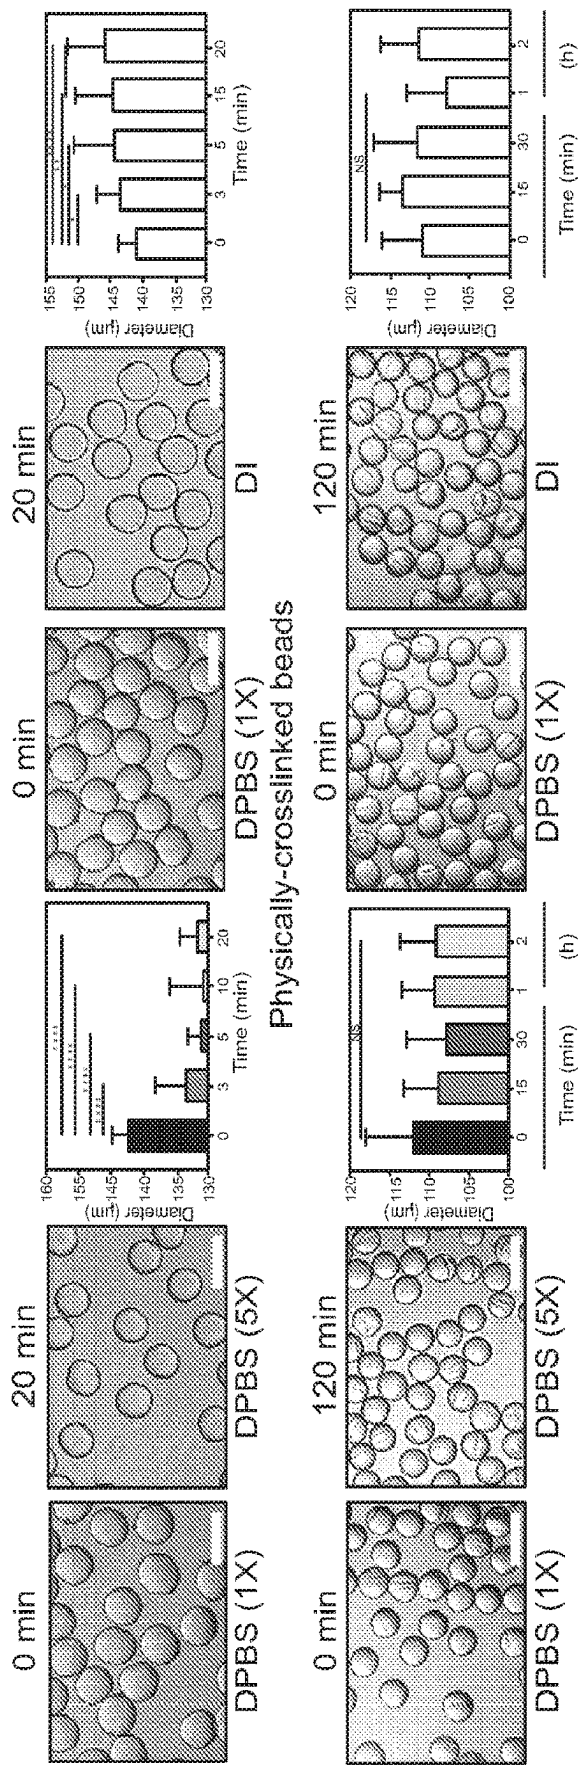 0 min
20 min
160
155
150
145
140
135
130
Diameter (µm)
0
3
5
10
20
Time (min)
0 min
20 min
155
150
145
140
135
130
Diameter (µm)
0
3
5
15
20
Time (min)
DPBS (1X)
DPBS (5X)
DPBS (1X)
DI
Physically-crosslinked beads
0 min
120 min
120
115
110
105
100
Diameter (µm)
NS
0
15
30
1
2
Time (min)
(h)
0 min
120 min
120
115
110
105
100
Diameter (µm)
NS
0
15
30
1
2
Time (min)
(h)
DPBS (1X)
DPBS (5X)
DPBS (1X)
DI